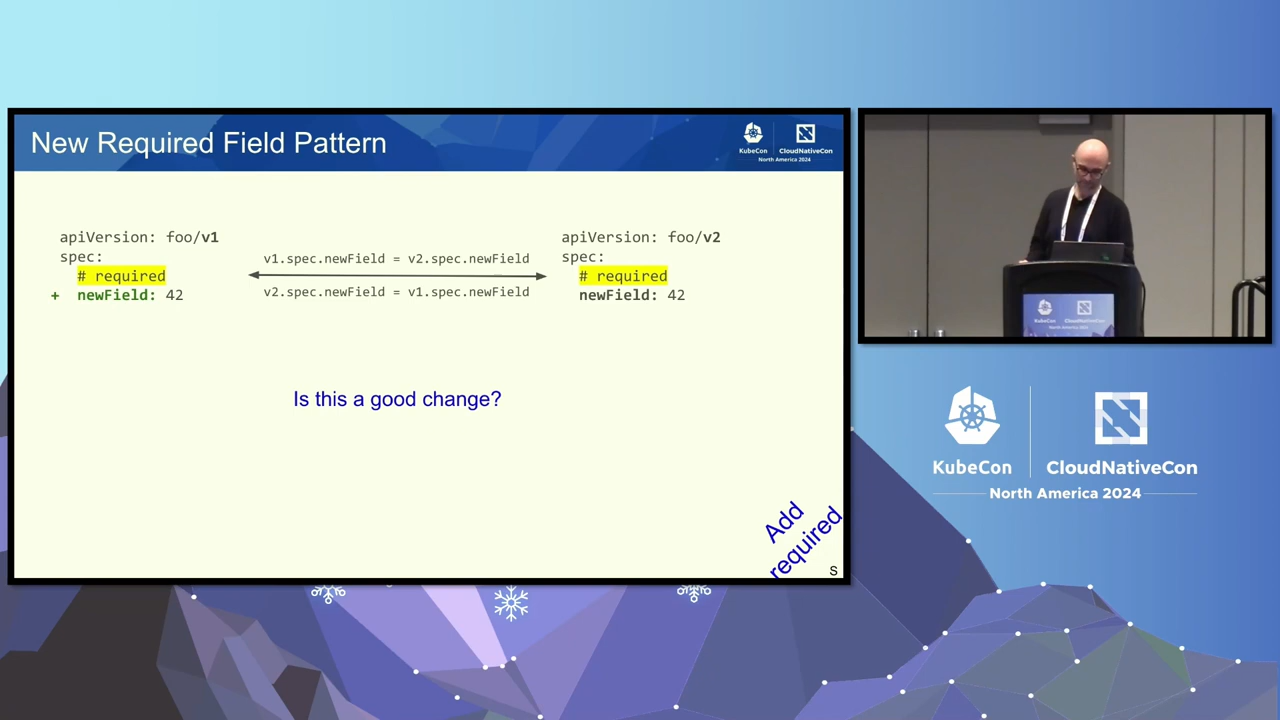 New Required Field Pattern
KubeCon
CloudNativeCon
North America 2024
apiVersion: foo/v1
spec:
# required
+ newField: 42
v1.spec.newField = v2.spec.newField
v2.spec.newField = v1.spec.newField
apiVersion: foo/v2
spec:
# required
newField: 42
Is this a good change?
Add
required
S
KubeCon
CloudNativeCon
North America 2024